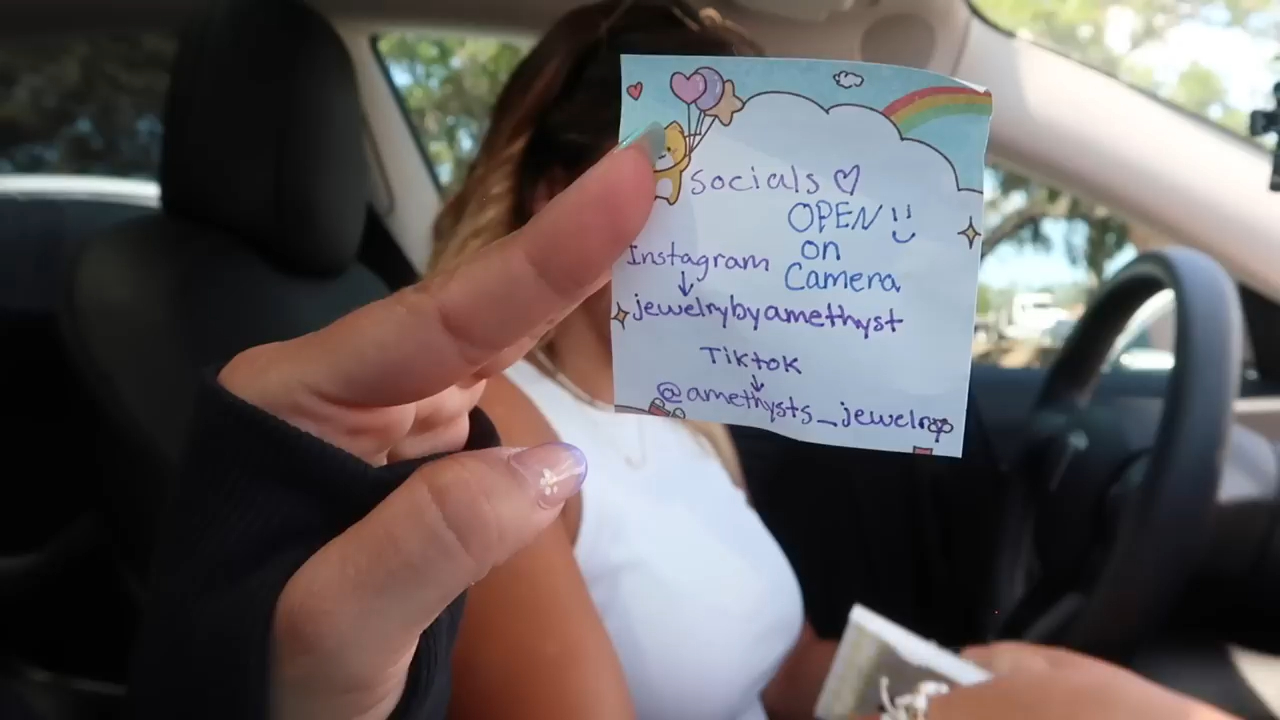 socials ♡
OPEN
on
Camera
Instagram
↓
jewelrybyamethyst
Tiktok
↓
@amethysts_jewelry